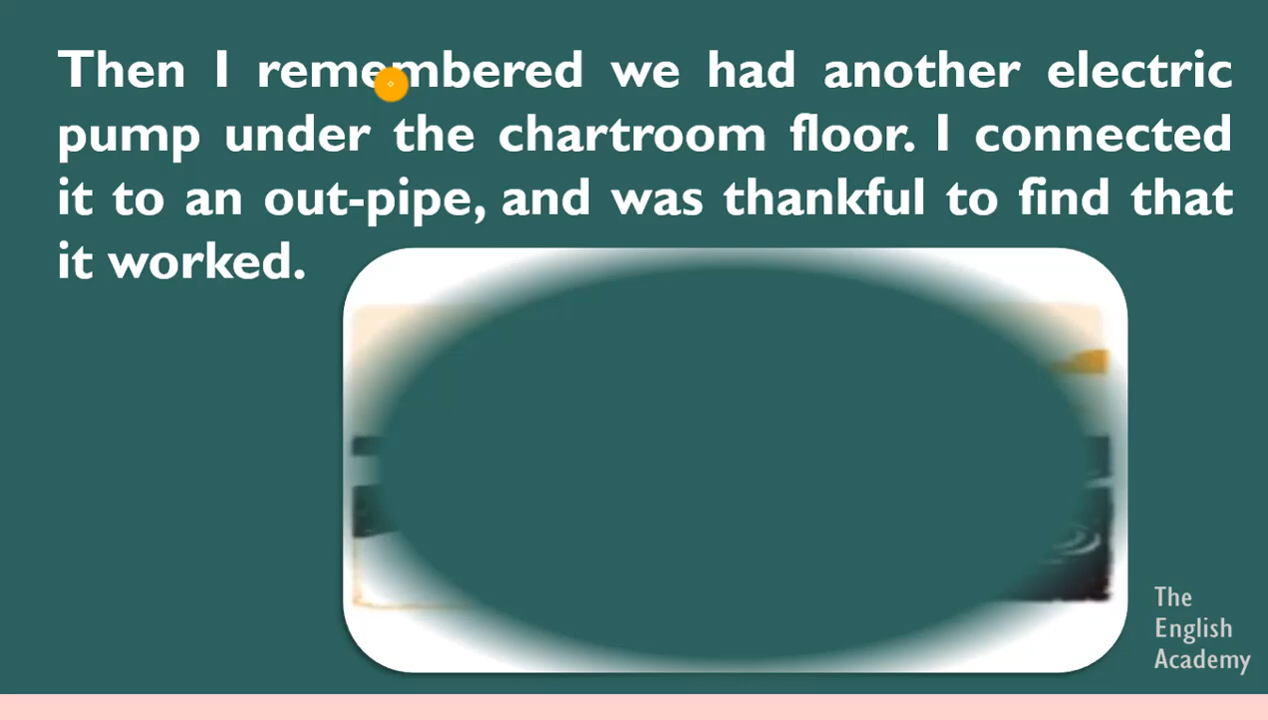 Then I remembered we had another electric
pump under the chartroom floor. I connected
it to an out-pipe, and was thankful to find that
it worked.
The
English
Academy